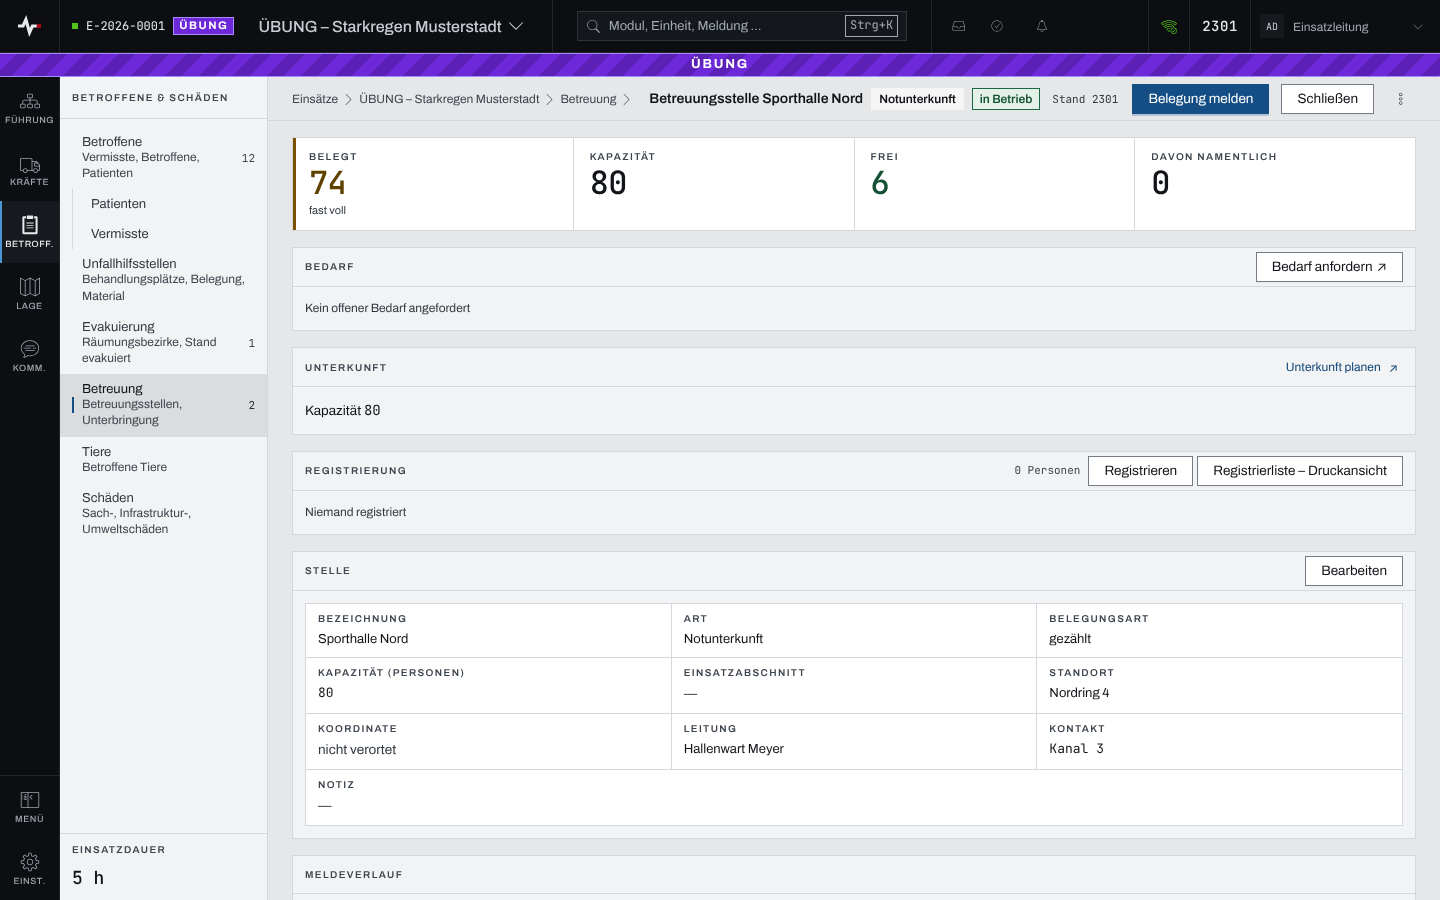 E-2026-0001 ÜBUNG ÜBUNG – Starkregen Musterstadt Modul, Einheit, Meldung ... Strg+K 2301 AD Einsatzleitung
ÜBUNG
FÜHRUNG
KRÄFTE
BETROFF.
LAGE
KOMM.
MENÜ
EINST.
BETROFFENE & SCHÄDEN
Betroffene
Vermisste, Betroffene, 12
Patienten
Patienten
Vermisste
Unfallhilfsstellen
Behandlungsplätze, Belegung,
Material
Evakuierung
Räumungsbezirke, Stand 1
evakuiert
Betreuung
Betreuungsstellen, 2
Unterbringung
Tiere
Betroffene Tiere
Schäden
Sach-, Infrastruktur-,
Umweltschäden
EINSATZDAUER
5 h
Einsätze ÜBUNG – Starkregen Musterstadt Betreuung Betreuungsstelle Sporthalle Nord Notunterkunft in Betrieb Stand 2301 Belegung melden Schließen
BELEGT KAPAZITÄT FREI DAVON NAMENTLICH
74 80 6 0
fast voll
BEDARF Bedarf anfordern
Kein offener Bedarf angefordert
UNTERKUNFT Unterkunft planen
Kapazität 80
REGISTRIERUNG 0 Personen Registrieren Registrierliste – Druckansicht
Niemand registriert
STELLE Bearbeiten
BEZEICHNUNG ART BELEGUNGSART
Sporthalle Nord Notunterkunft gezählt
KAPAZITÄT (PERSONEN) EINSATZABSCHNITT STANDORT
80 — Nordring 4
KOORDINATE LEITUNG KONTAKT
nicht verortet Hallenwart Meyer Kanal 3
NOTIZ
—
MELDEVERLAUF